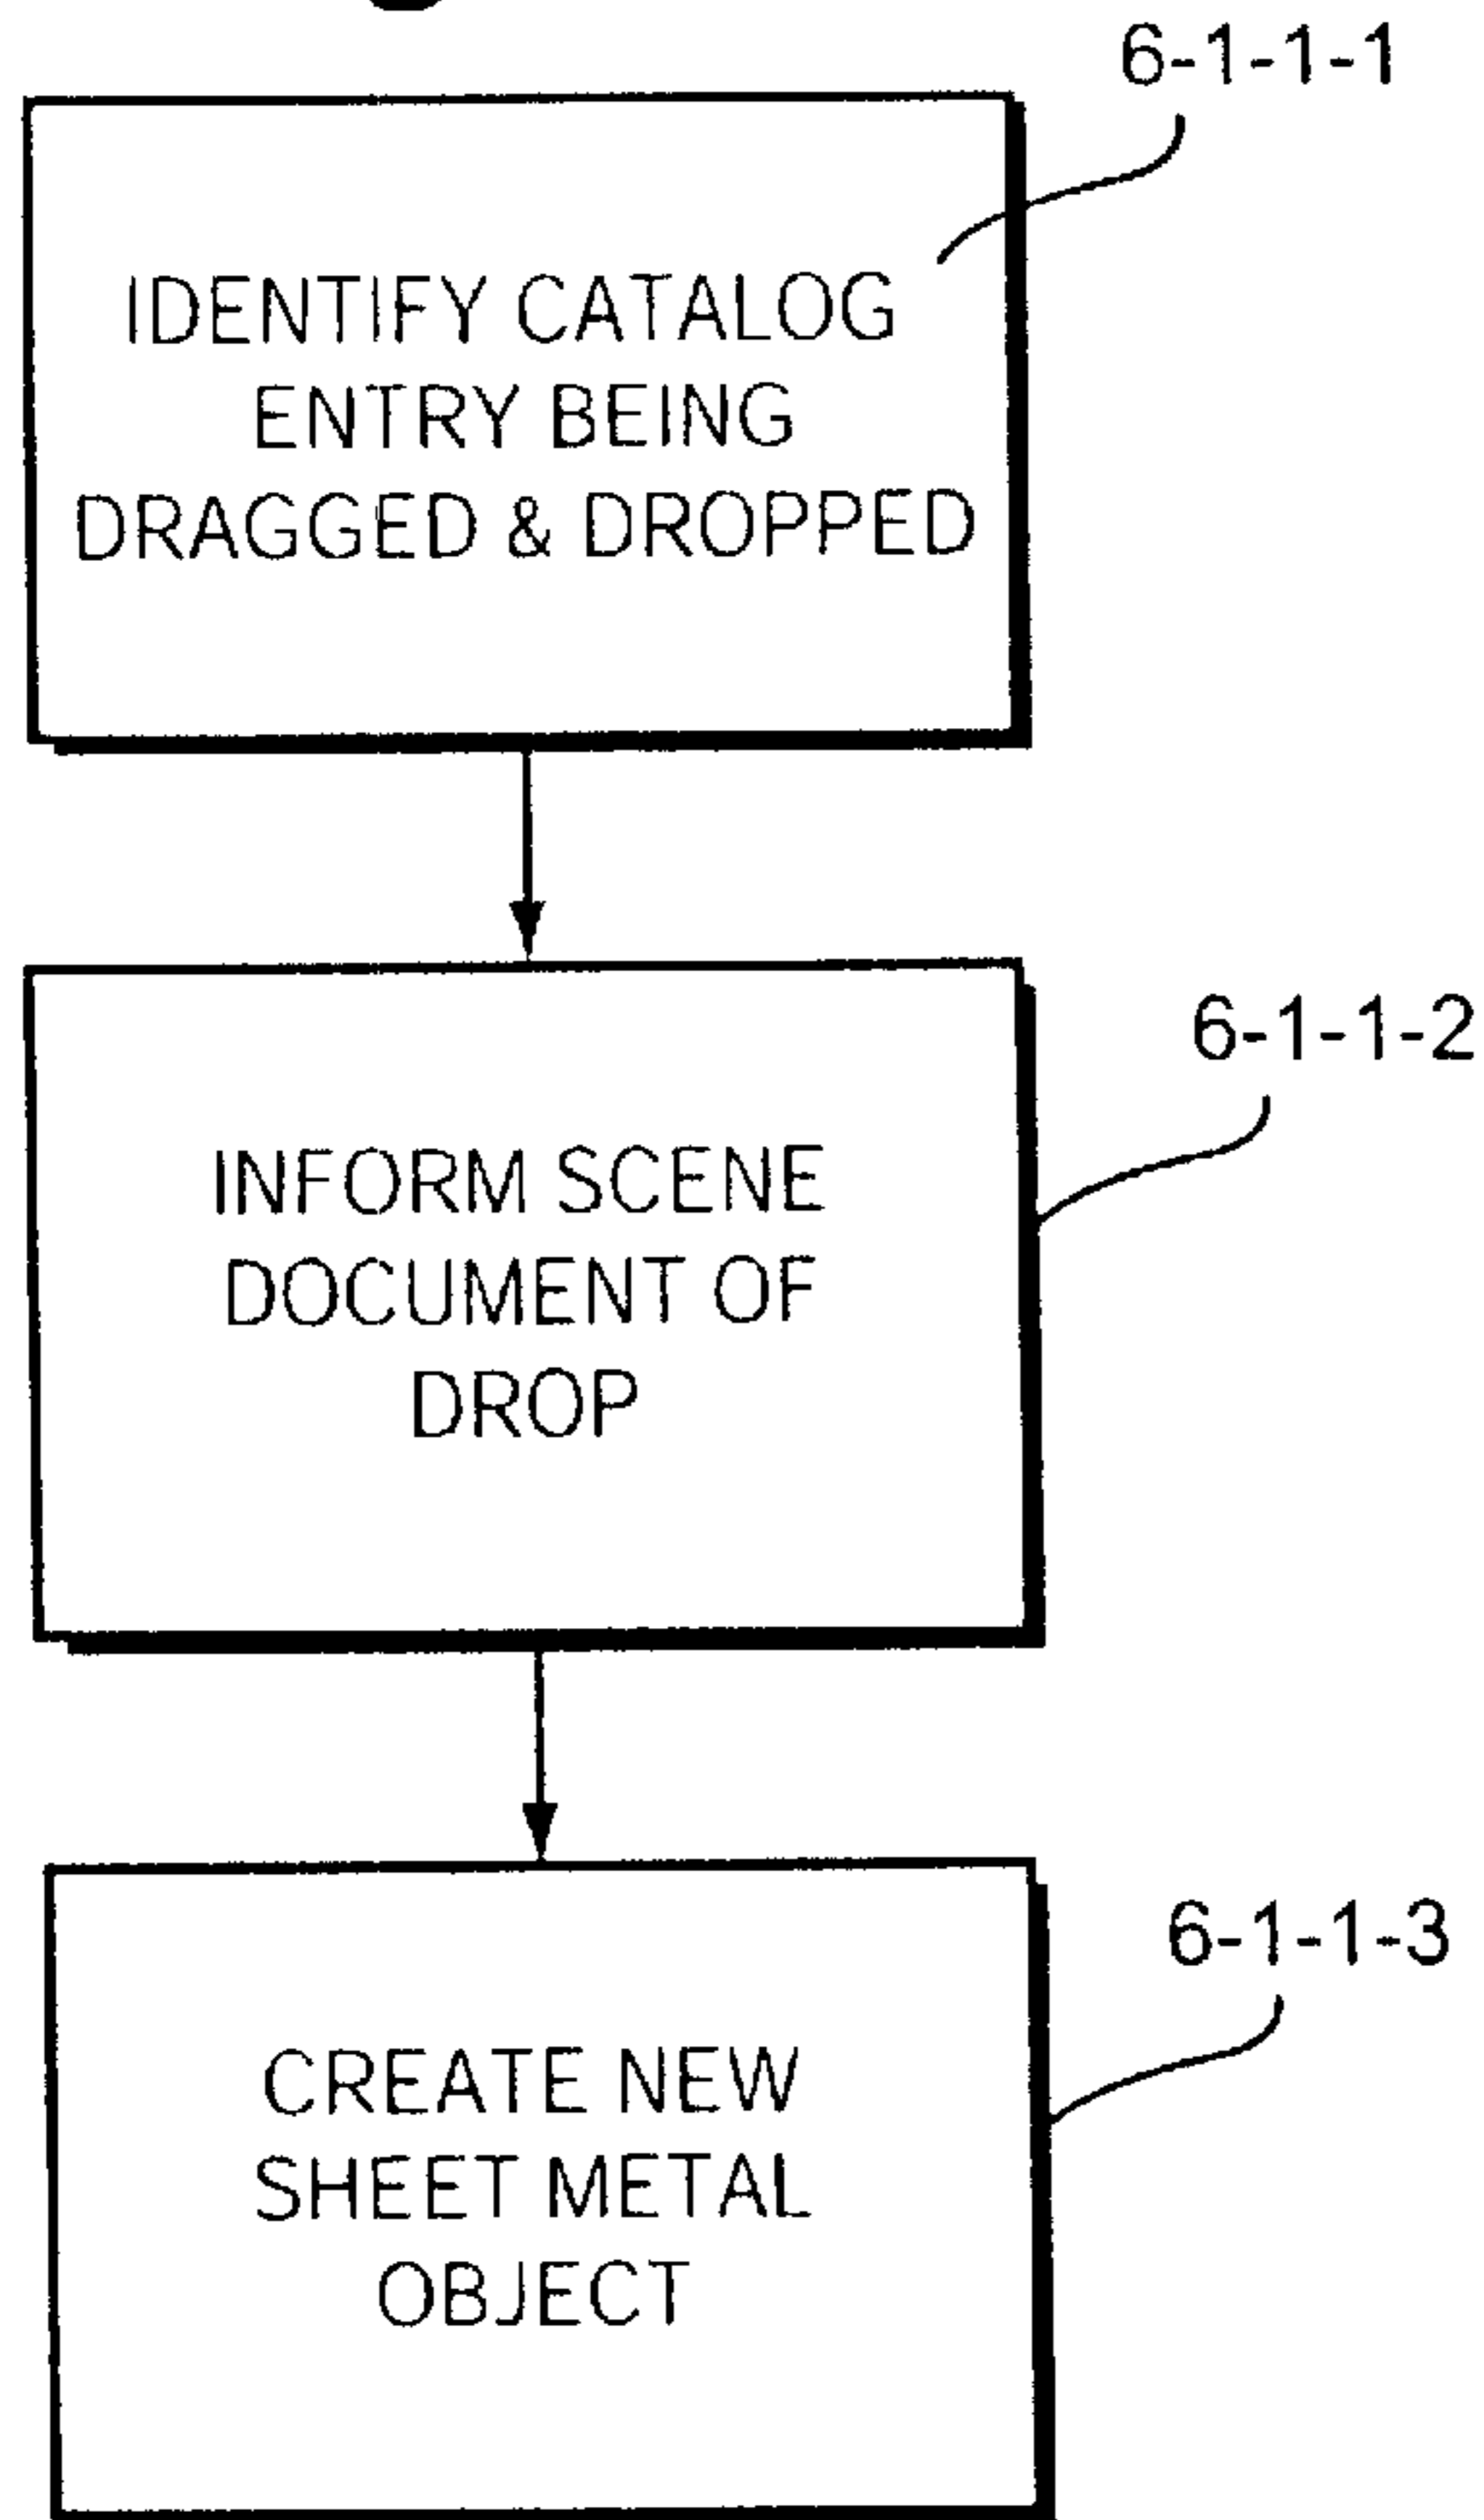 6-1-1-1
IDENTIFY CATALOG
ENTRY BEING
DRAGGED & DROPPED
6-1-1-2
INFORM SCENE
DOCUMENT OF
DROP
6-1-1-3
CREATE NEW
SHEET METAL
OBJECT